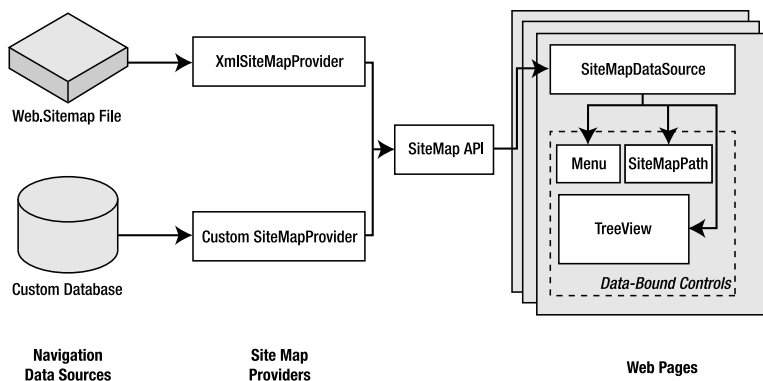 Web.Sitemap File
XmlSiteMapProvider
SiteMap API
SiteMapDataSource
Menu
SiteMapPath
TreeView
Data-Bound Controls
Custom SiteMapProvider
Custom Database
Navigation
Data Sources
Site Map
Providers
Web Pages